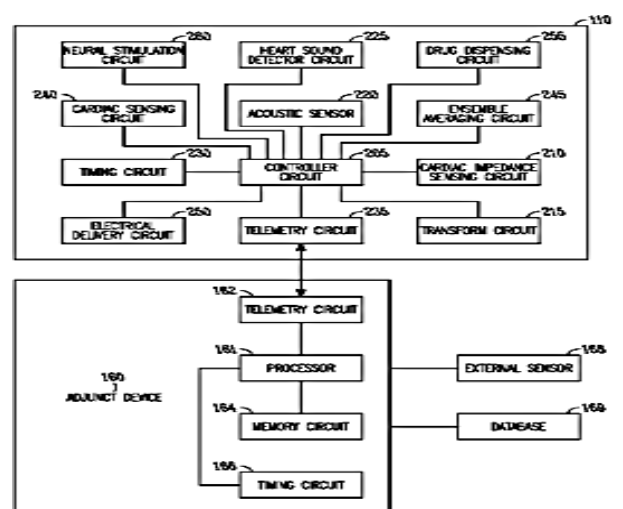 110
260
NEURAL STIMULATION
CIRCUIT
225
HEART SOUND
DETECTOR CIRCUIT
256
DRUG DISPENSING
CIRCUIT
240
CARDIAC SENSING
CIRCUIT
220
ACOUSTIC SENSOR
245
ENSEMBLE
AVERAGING CIRCUIT
230
TIMING CIRCUIT
205
CONTROLLER
CIRCUIT
210
CARDIAC IMPEDANCE
SENSING CIRCUIT
250
ELECTRICAL
DELIVERY CIRCUIT
235
TELEMETRY CIRCUIT
215
TRANSFORM CIRCUIT
162
TELEMETRY CIRCUIT
161
PROCESSOR
168
EXTERNAL SENSOR
160
ADJUNCT DEVICE
164
MEMORY CIRCUIT
169
DATABASE
166
TIMING CIRCUIT